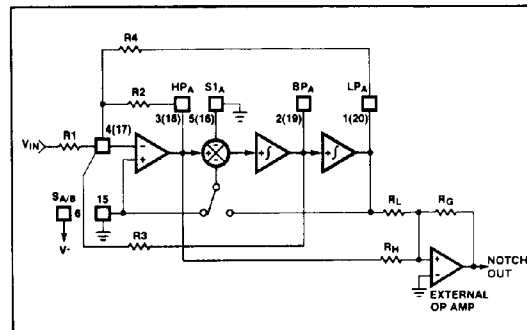 R4
R2
HPA
S1A
BPA
LPA
3(18)
5(16)
2(19)
1(20)
R1
4(17)
VIN
-
+
+
+ ∫
+ ∫
SA/B
6
15
V-
R3
RL
RG
RH
+
-
NOTCH
OUT
EXTERNAL
OP AMP